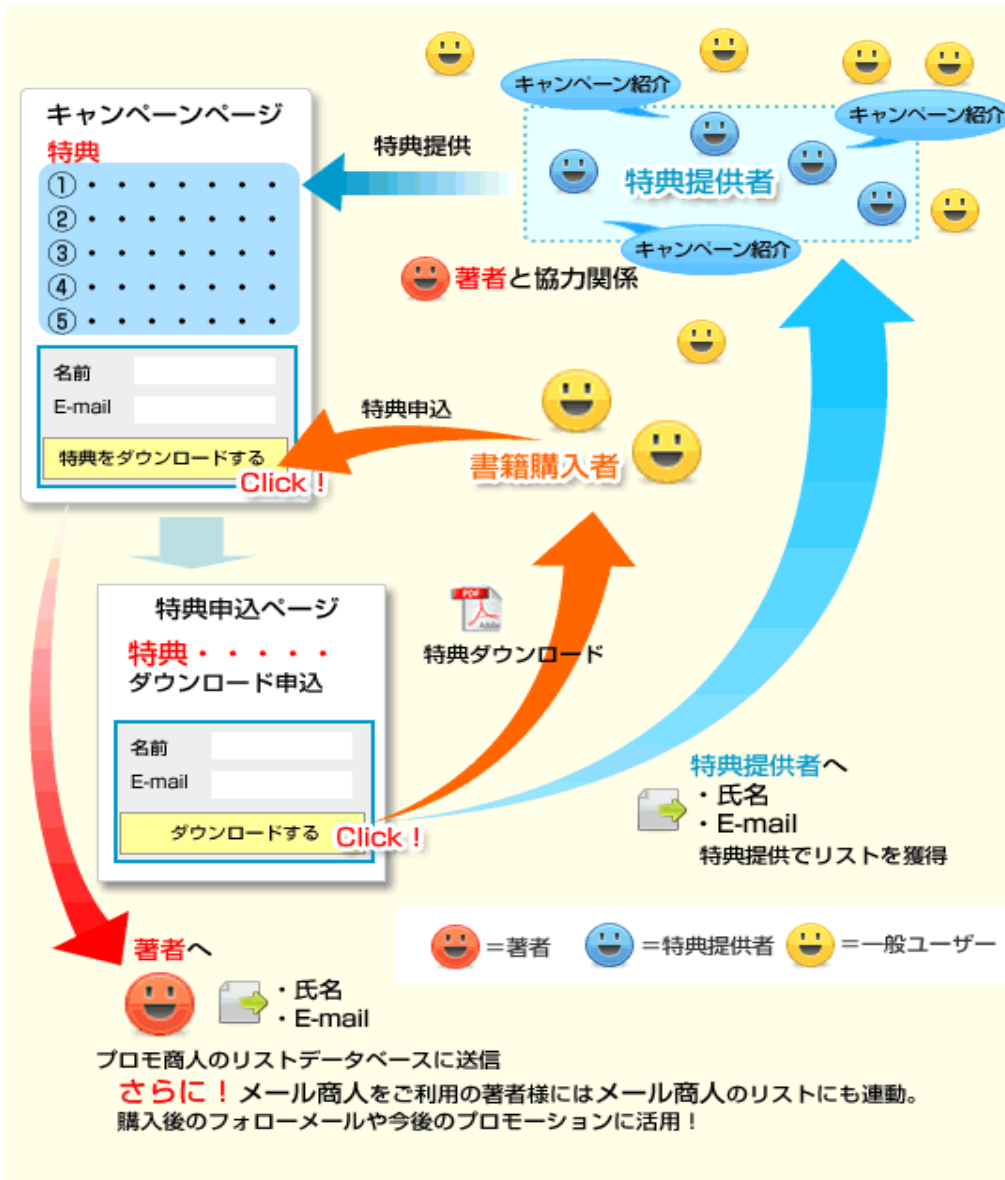 キャンペーン紹介
キャンペーンページ
キャンペーン紹介
特典
特典提供
①・・・・・・・
特典提供者
②・・・・・・・
キャンペーン紹介
③・・・・・・・
著者と協力関係
④・・・・・・・
⑤・・・・・・・
名前
E-mail
特典申込
特典をダウンロードする
Click！
書籍購入者
特典申込ページ
特典・・・・・
ダウンロード申込
PDF
Adobe
特典ダウンロード
名前
E-mail
ダウンロードする
Click！
特典提供者へ
・氏名
・E-mail
特典提供でリストを獲得
＝著者
＝特典提供者
＝一般ユーザー
著者へ
・氏名
・E-mail
プロモ商人のリストデータベースに送信
さらに！メール商人をご利用の著者様にはメール商人のリストにも連動。
購入後のフォローメールや今後のプロモーションに活用！